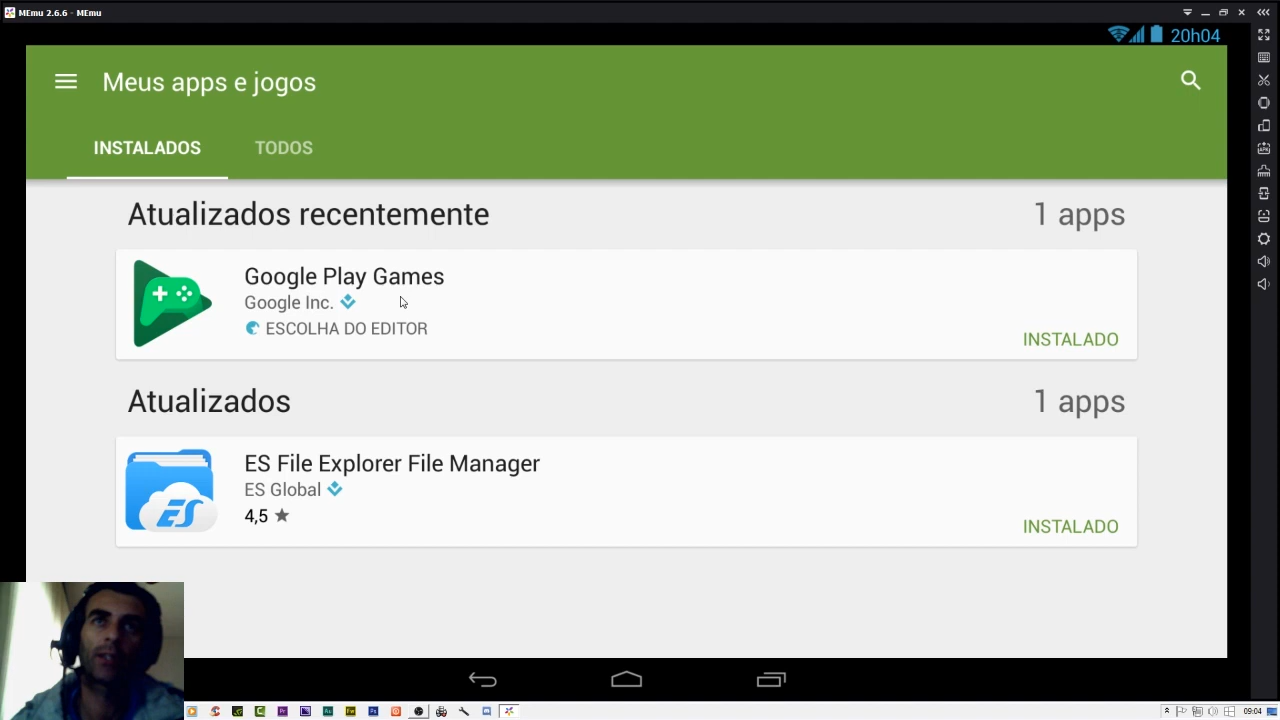 MEmu 2.6.6 - MEmu
20h04
Meus apps e jogos
INSTALADOS
TODOS
Atualizados recentemente
1 apps
Google Play Games
Google Inc.
ESCOLHA DO EDITOR
INSTALADO
Atualizados
1 apps
ES File Explorer File Manager
ES Global
4,5
INSTALADO
09:04